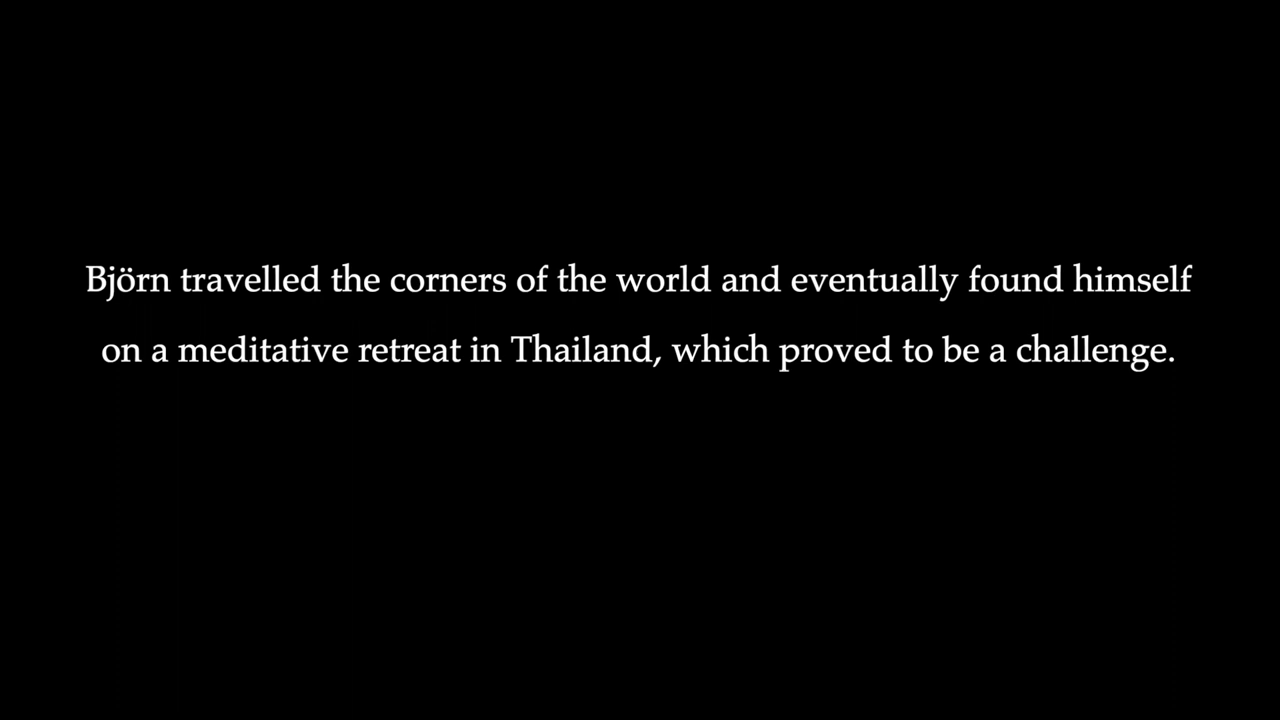 Björn travelled the corners of the world and eventually found himself
on a meditative retreat in Thailand, which proved to be a challenge.